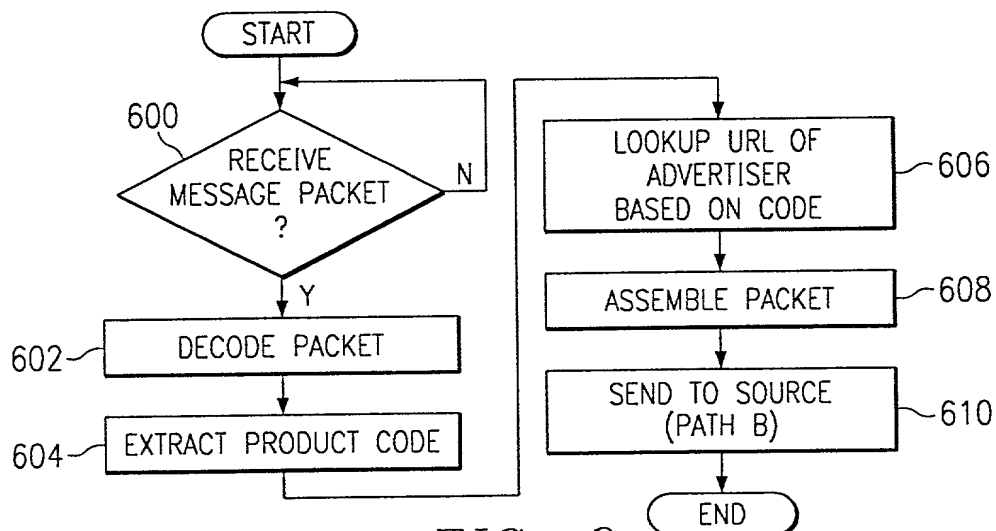 START
600
RECEIVE
MESSAGE PACKET
?
N
Y
602
DECODE PACKET
604
EXTRACT PRODUCT CODE
LOOKUP URL OF
ADVERTISER
BASED ON CODE
606
ASSEMBLE PACKET
608
SEND TO SOURCE
(PATH B)
610
END